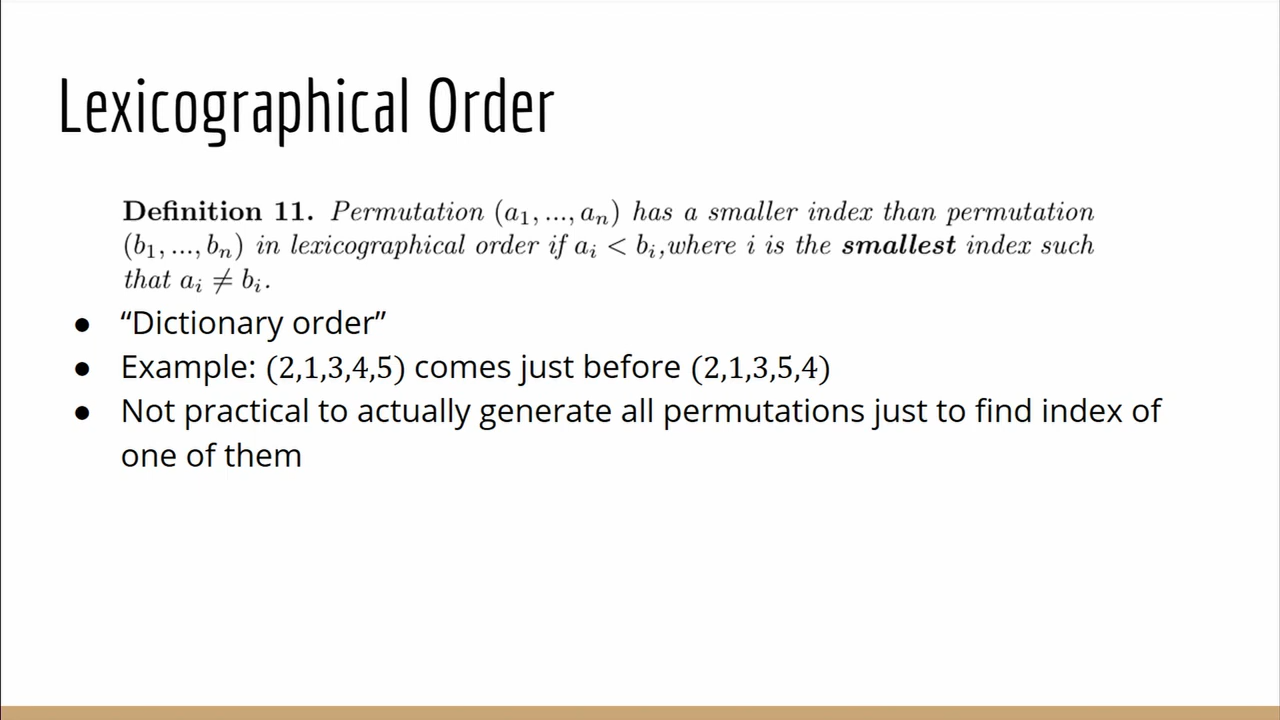 Lexicographical Order
Definition 11. Permutation (a₁, ..., aₙ) has a smaller index than permutation
(b₁, ..., bₙ) in lexicographical order if aᵢ < bᵢ,where i is the smallest index such
that aᵢ ≠ bᵢ.
● “Dictionary order”
● Example: (2,1,3,4,5) comes just before (2,1,3,5,4)
● Not practical to actually generate all permutations just to find index of
one of them